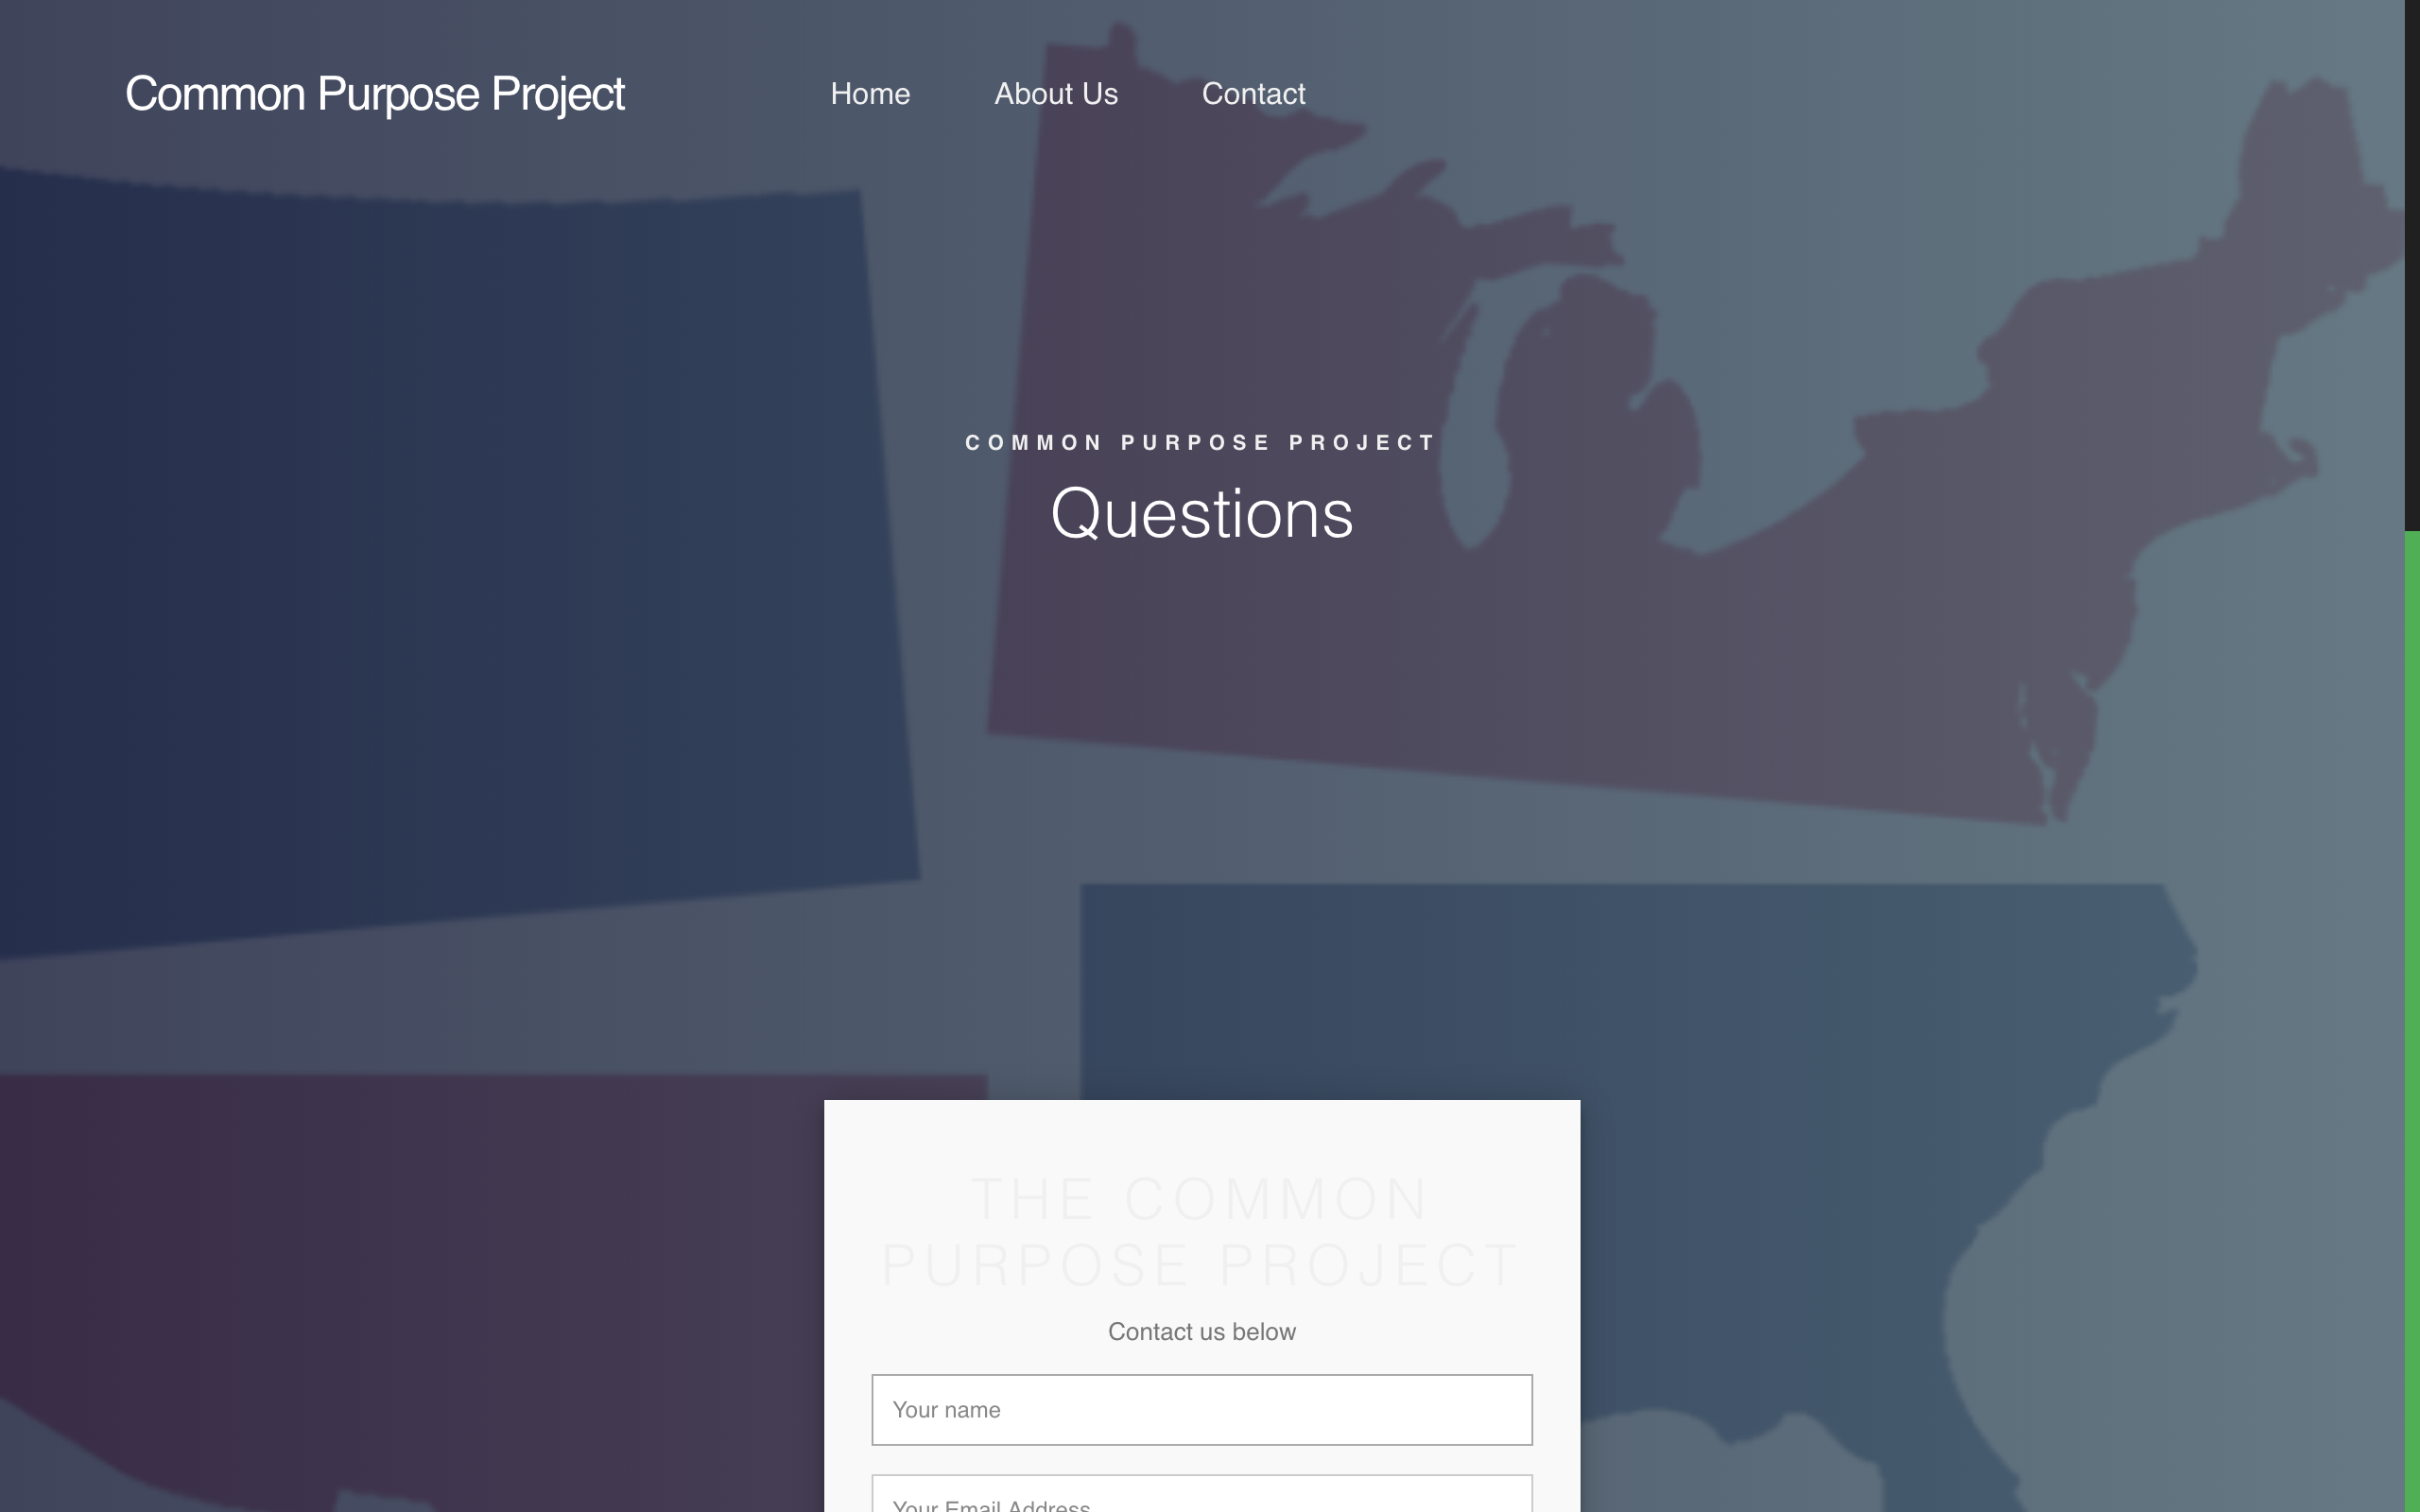 Common Purpose Project
Home About Us Contact
COMMON PURPOSE PROJECT
Questions
THE COMMON
PURPOSE PROJECT
Contact us below
Your name
Your Email Address